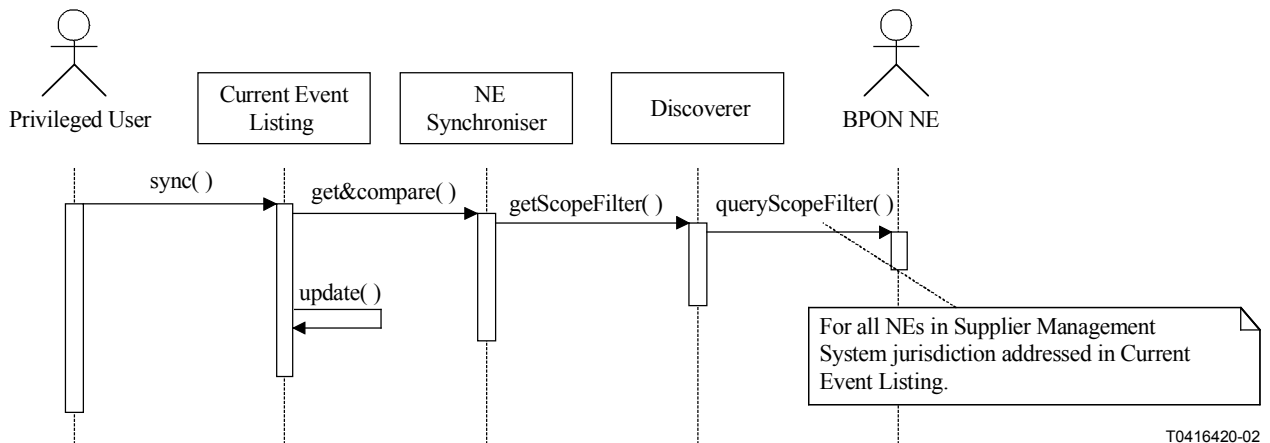 Privileged User
Current Event
Listing
NE
Synchroniser
Discoverer
BPON NE
sync( )
get&compare( )
getScopeFilter( )
queryScopeFilter( )
update( )
For all NEs in Supplier Management
System jurisdiction addressed in Current
Event Listing.
T0416420-02